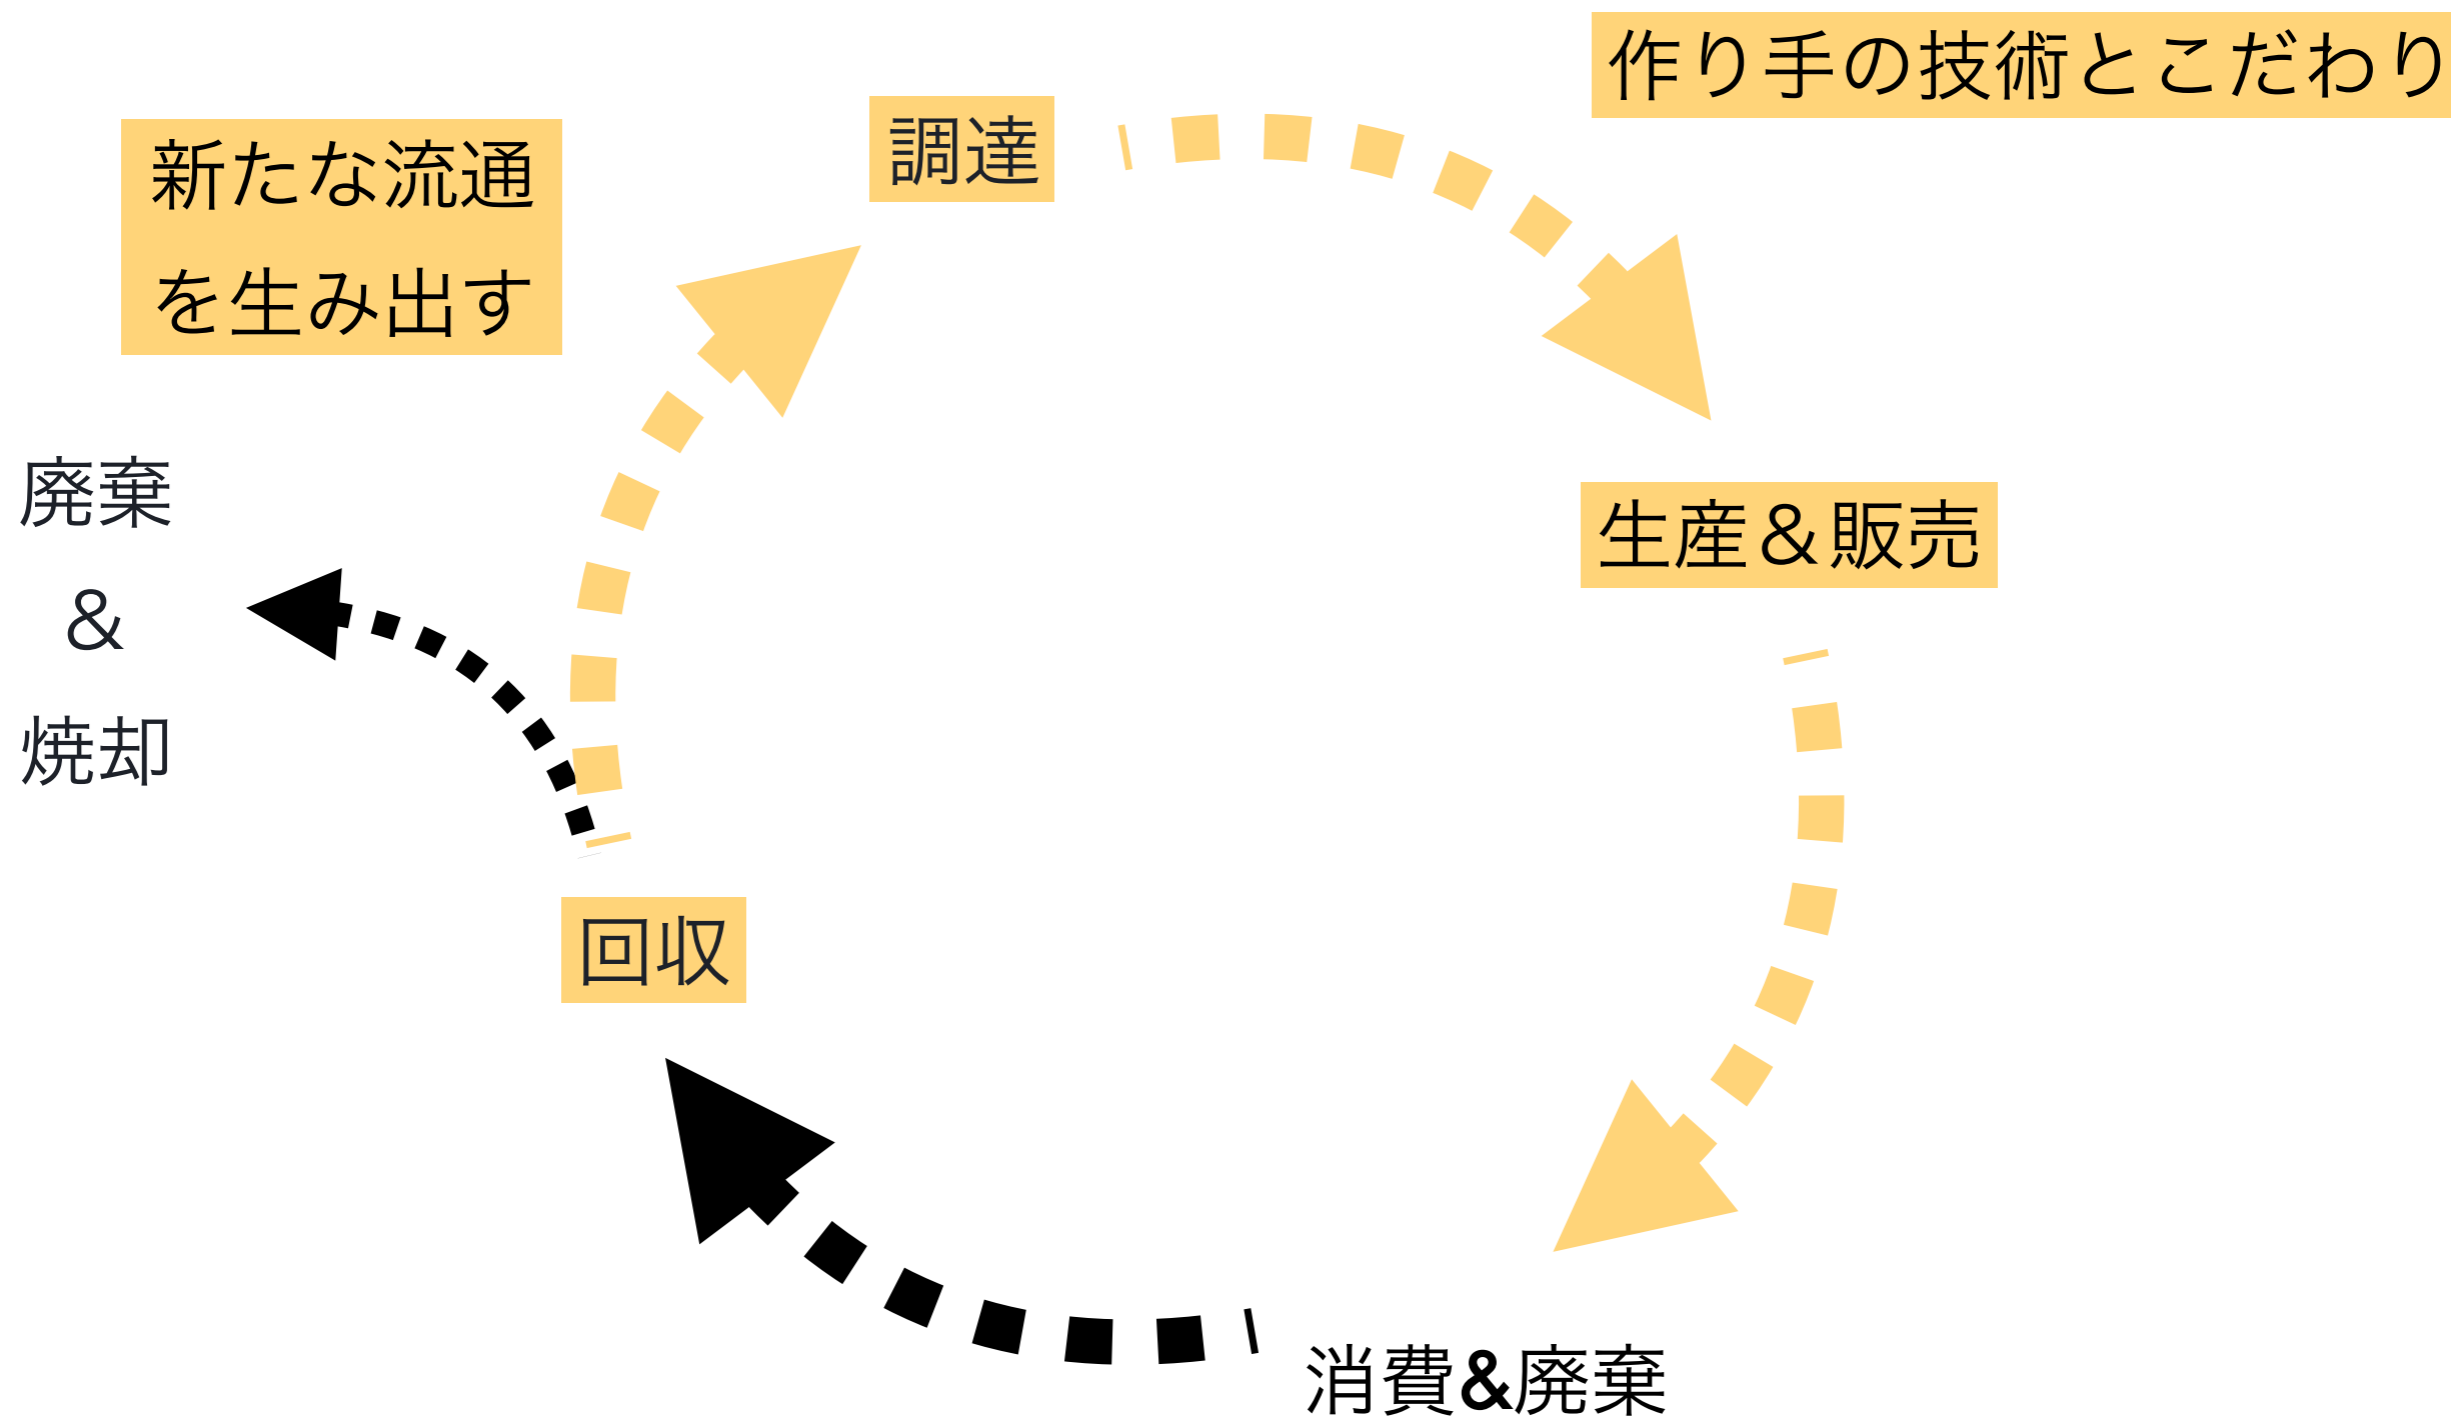 作り手の技術とこだわり
調達
新たな流通
を生み出す
廃棄
&
焼却
生産&販売
回収
消費&廃棄